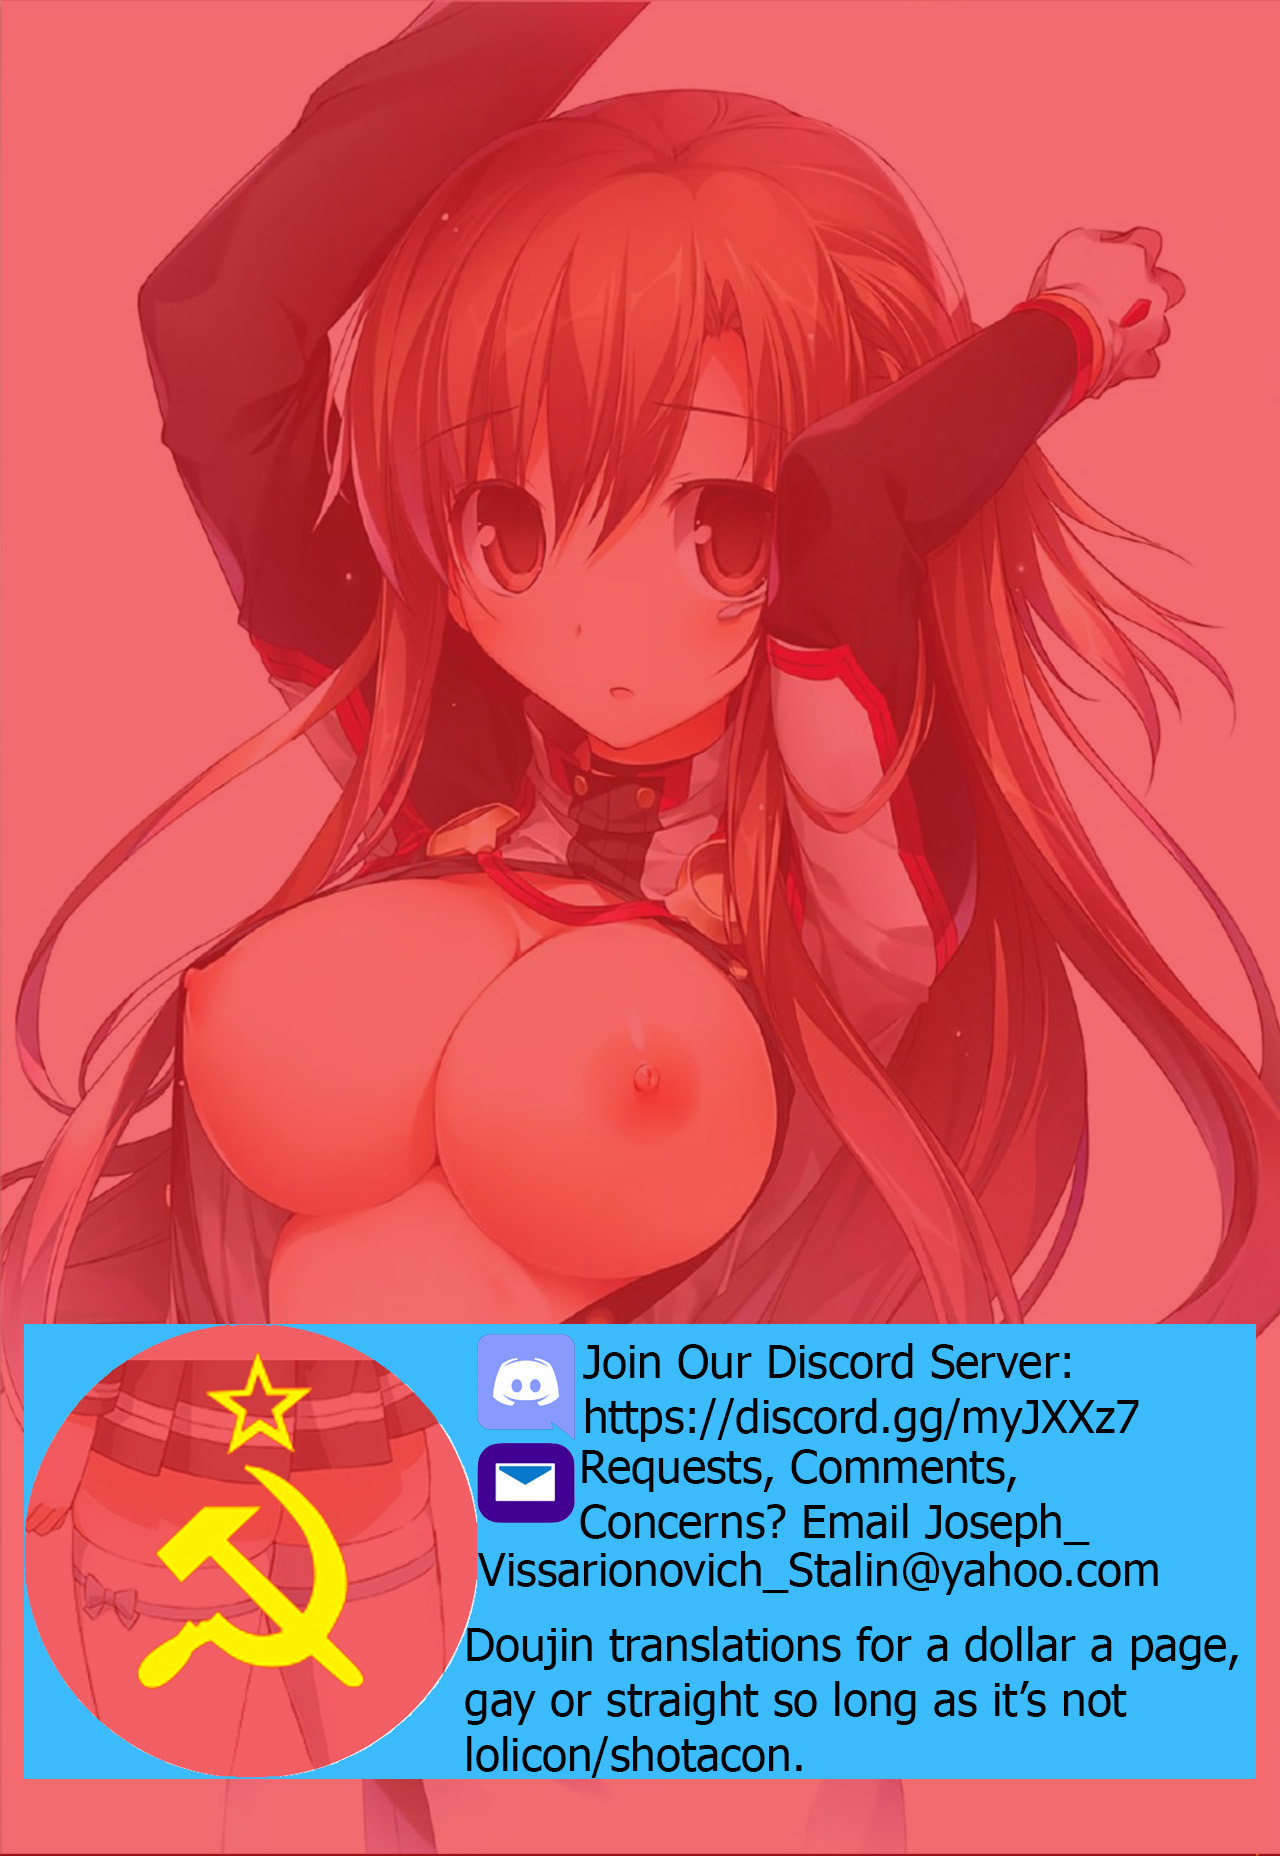 Join Our Discord Server:
https://discord.gg/myJXXz7
Requests, Comments,
Concerns? Email Joseph_
Vissarionovich_Stalin@yahoo.com
Doujin translations for a dollar a page,
gay or straight so long as it’s not
lolicon/shotacon.